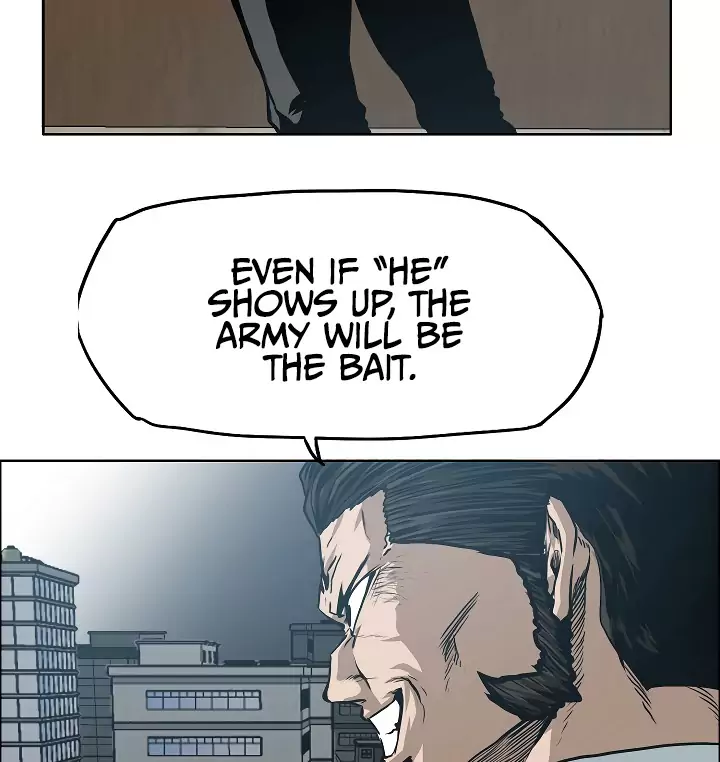 EVEN IF "HE"
SHOWS UP, THE
ARMY WILL BE
THE BAIT.